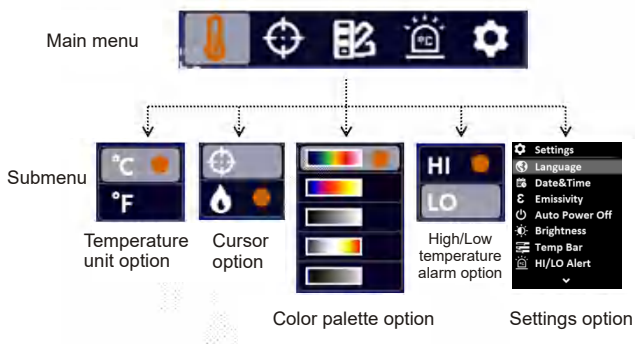 Main menu
°C
Submenu
°C
°F
HI
LO
Settings
Language
Date&Time
ε Emissivity
Auto Power Off
Brightness
Temp Bar
HI/LO Alert
Temperature
unit option
Cursor
option
High/Low
temperature
alarm option
Color palette option
Settings option